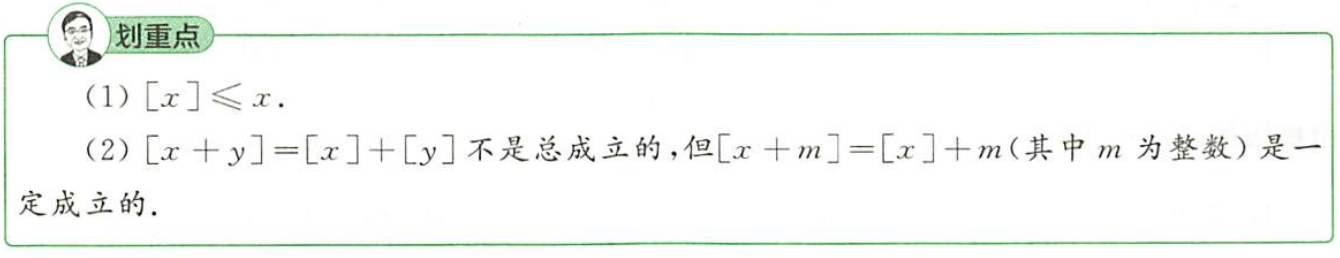 划重点
(1) [x]≤x.
(2) [x+y]=[x]+[y]不是总成立的,但[x+m]=[x]+m(其中 m 为整数)是一
定成立的.